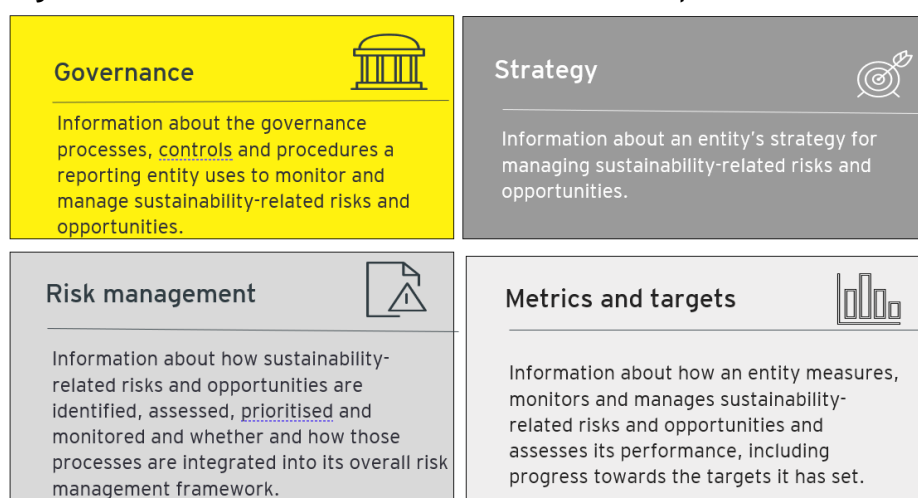 Governance
Information about the governance
processes, controls and procedures a
reporting entity uses to monitor and
manage sustainability-related risks and
opportunities.
Strategy
Information about an entity's strategy for
managing sustainability-related risks and
opportunities.
Risk management
Information about how sustainability-
related risks and opportunities are
identified, assessed, prioritised and
monitored and whether and how those
processes are integrated into its overall risk
management framework.
Metrics and targets
Information about how an entity measures,
monitors and manages sustainability-
related risks and opportunities and
assesses its performance, including
progress towards the targets it has set.